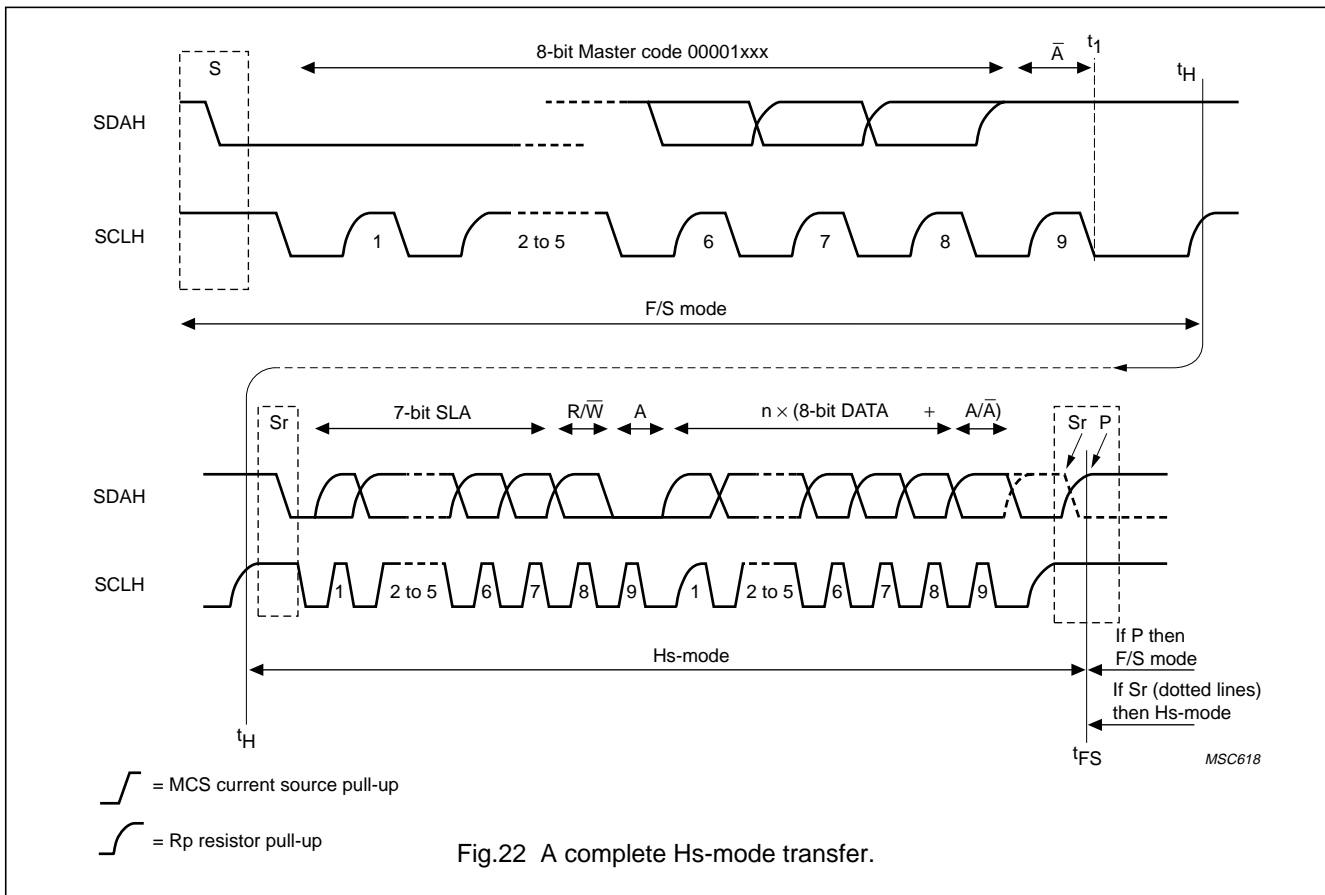 8-bit Master code 00001xxx
A̅
t1
S
tH
SDAH
SCLH
1
2 to 5
6
7
8
9
F/S mode
7-bit SLA
R/W̅
A
n × (8-bit DATA + A/A̅)
Sr
Sr P
SDAH
SCLH
1
2 to 5
6
7
8
9
1
2 to 5
6
7
8
9
If P then
F/S mode
Hs-mode
If Sr (dotted lines)
then Hs-mode
tH
tFS
MSC618
= MCS current source pull-up
= Rp resistor pull-up
Fig.22 A complete Hs-mode transfer.